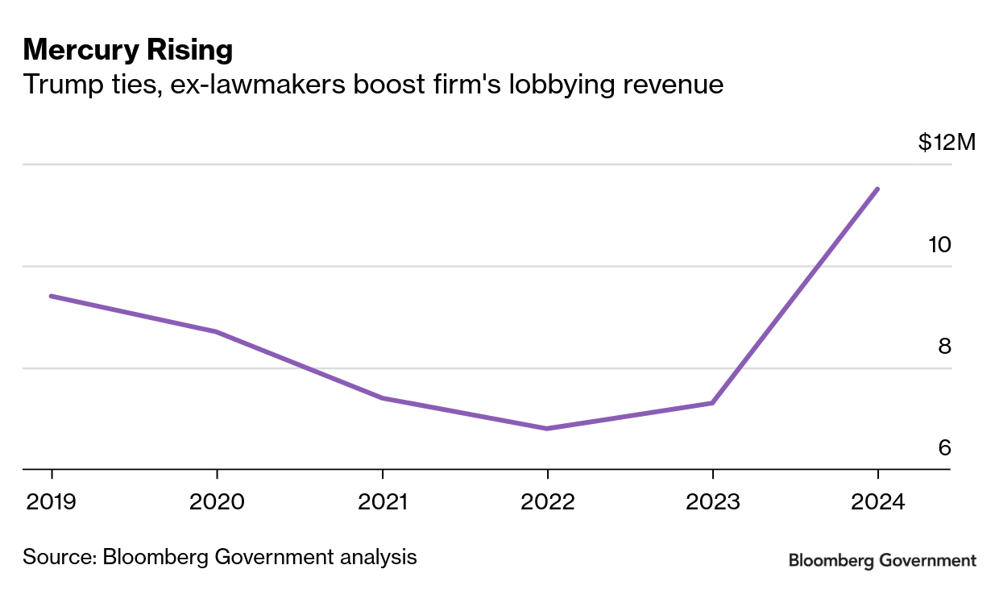 Mercury Rising
Trump ties, ex-lawmakers boost firm's lobbying revenue
$12M
10
8
6
2019 2020 2021 2022 2023 2024
Source: Bloomberg Government analysis
Bloomberg Government